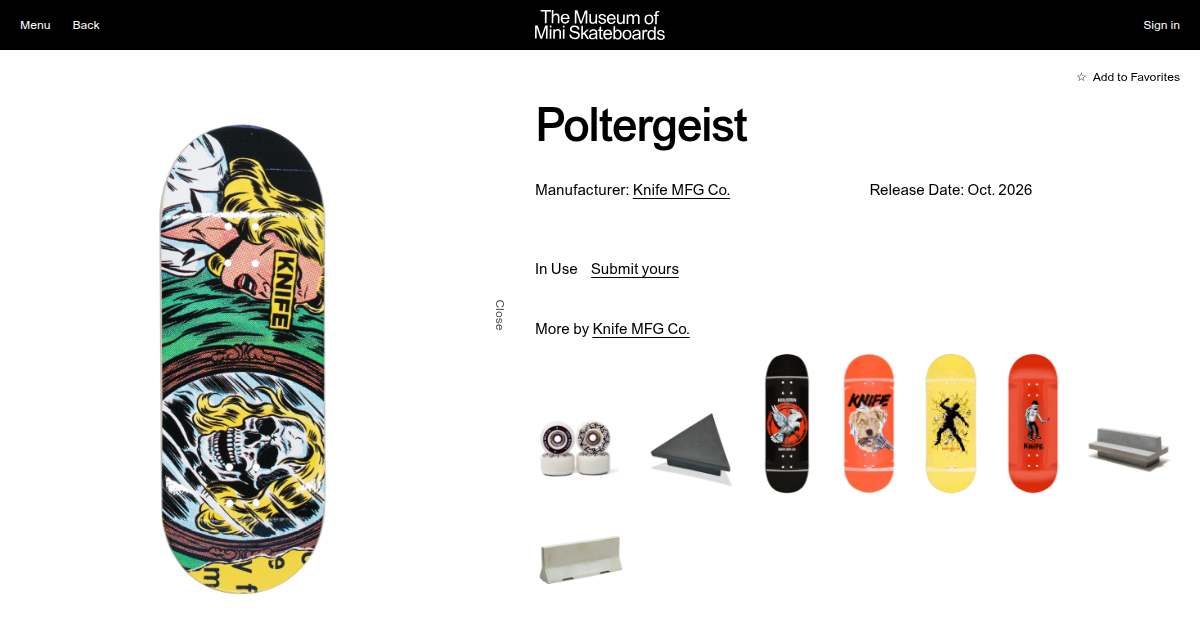 Menu
Back
The Museum of
Mini Skateboards
Sign in
☆ Add to Favorites
Poltergeist
Manufacturer: Knife MFG Co.
Release Date: Oct. 2026
In Use Submit yours
Close
More by Knife MFG Co.
KNIFE
KNIFE